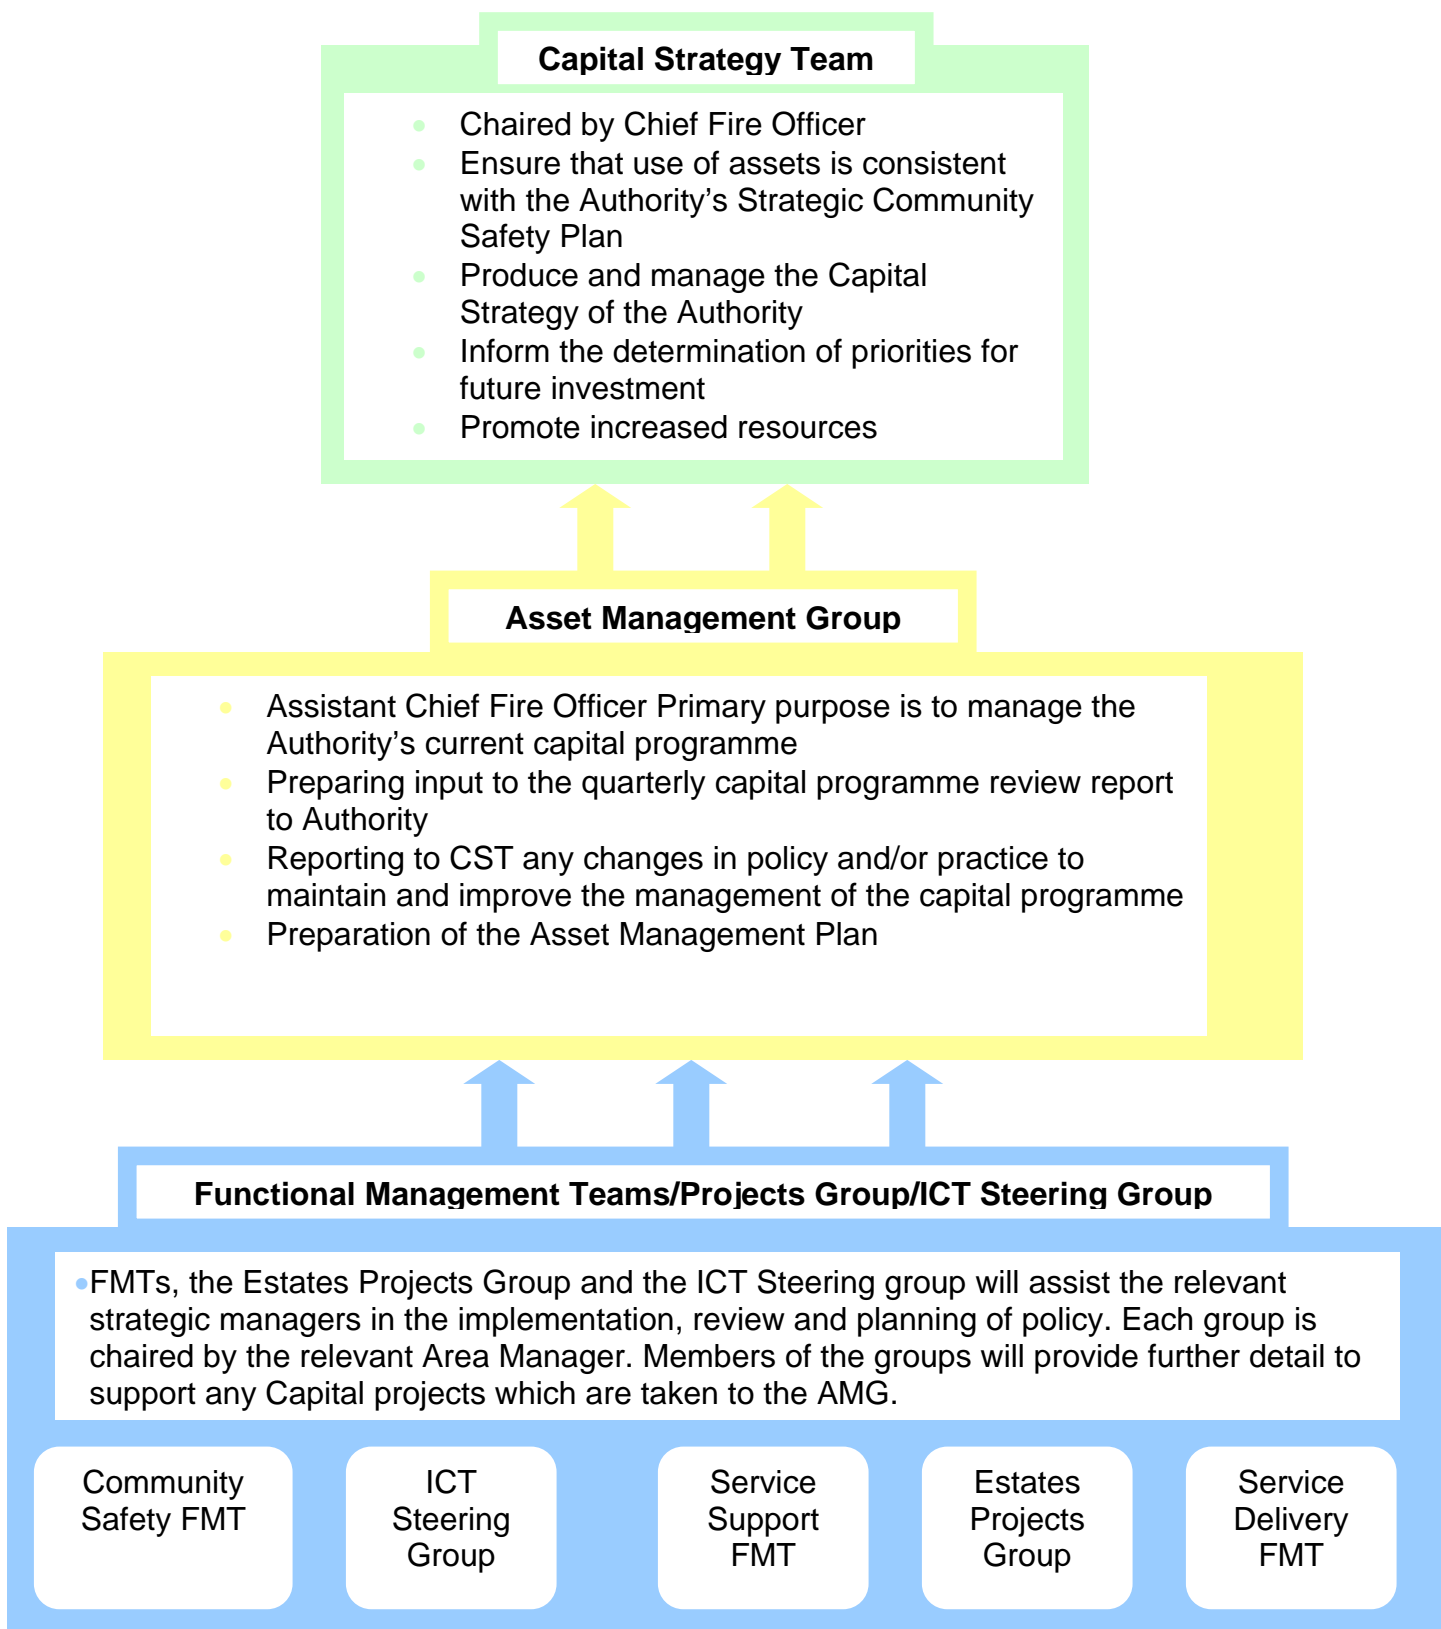 Capital Strategy Team
• Chaired by Chief Fire Officer
• Ensure that use of assets is consistent
with the Authority’s Strategic Community
Safety Plan
• Produce and manage the Capital
Strategy of the Authority
• Inform the determination of priorities for
future investment
• Promote increased resources
Asset Management Group
• Assistant Chief Fire Officer Primary purpose is to manage the
Authority’s current capital programme
• Preparing input to the quarterly capital programme review report
to Authority
• Reporting to CST any changes in policy and/or practice to
maintain and improve the management of the capital programme
• Preparation of the Asset Management Plan
Functional Management Teams/Projects Group/ICT Steering Group
•FMTs, the Estates Projects Group and the ICT Steering group will assist the relevant
strategic managers in the implementation, review and planning of policy. Each group is
chaired by the relevant Area Manager. Members of the groups will provide further detail to
support any Capital projects which are taken to the AMG.
Community
Safety FMT
ICT
Steering
Group
Service
Support
FMT
Estates
Projects
Group
Service
Delivery
FMT